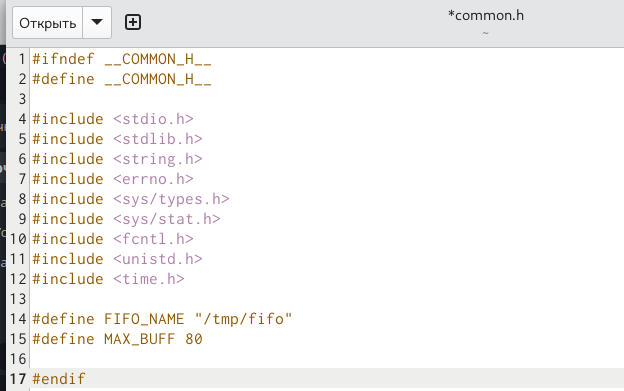 Открыть
*common.h
~
1 #ifndef __COMMON_H__
2 #define __COMMON_H__
3
4 #include <stdio.h>
5 #include <stdlib.h>
6 #include <string.h>
7 #include <errno.h>
8 #include <sys/types.h>
9 #include <sys/stat.h>
10 #include <fcntl.h>
11 #include <unistd.h>
12 #include <time.h>
13
14 #define FIFO_NAME "/tmp/fifo"
15 #define MAX_BUFF 80
16
17 #endif